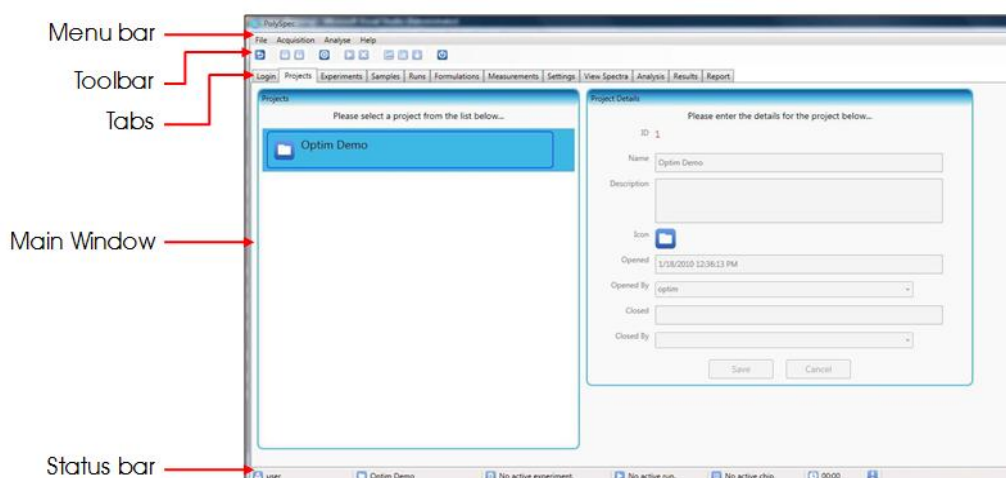 PolySpec
Menu bar
File Acquisition Analyse Help
Toolbar
Login Projects Experiments Samples Runs Formulations Measurements Settings View Spectra Analysis Results Report
Tabs
Projects
Please select a project from the list below...
Optim Demo
Project Details
Please enter the details for the project below...
ID 1
Name Optim Demo
Description
Main Window
Icon
Opened 1/18/2010 12:36:13 PM
Opened By optim
Closed
Closed By
Save Cancel
Status bar
user Optim Demo No active experiment No active run. No active chip 00:00